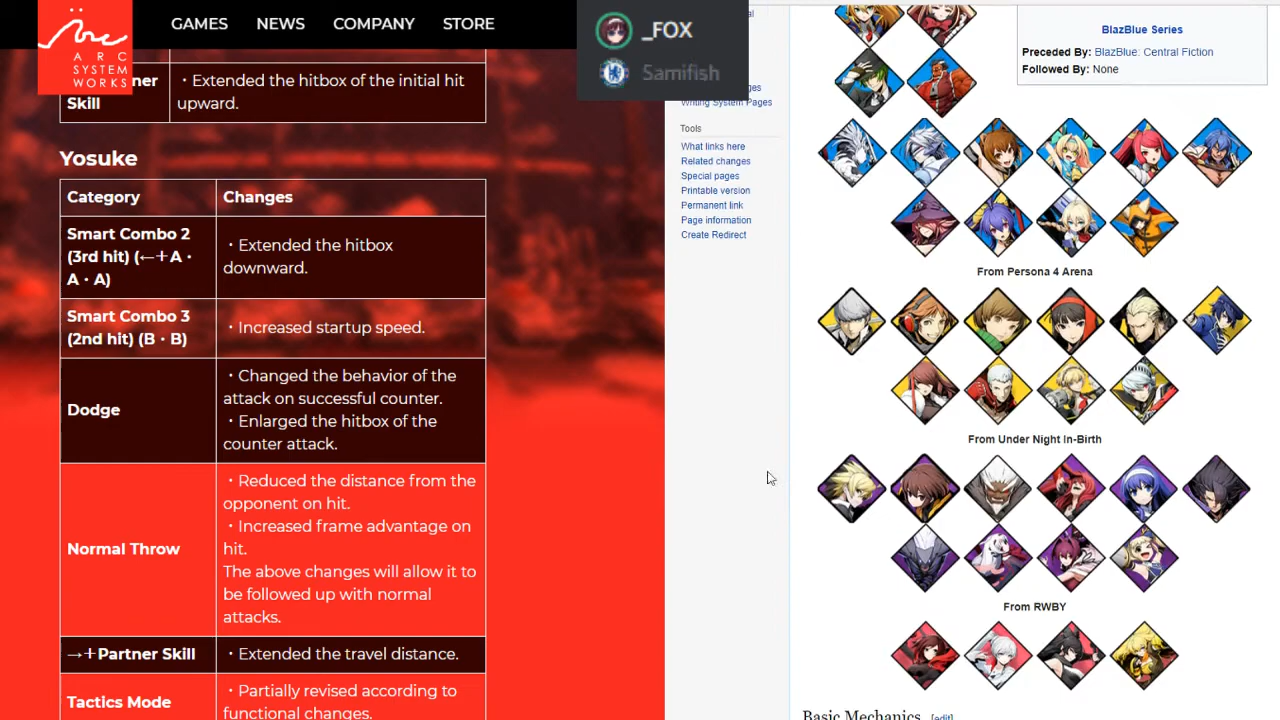 ARC
SYSTEM
WORKS
GAMES
NEWS
COMPANY
STORE
_FOX
Samifish
Skill
・Extended the hitbox of the initial hit
upward.
Yosuke
Category
Changes
Smart Combo 2
(3rd hit) (←+A・
A・A)
・Extended the hitbox
downward.
Smart Combo 3
(2nd hit) (B・B)
・Increased startup speed.
Dodge
・Changed the behavior of the
attack on successful counter.
・Enlarged the hitbox of the
counter attack.
Normal Throw
・Reduced the distance from the
opponent on hit.
・Increased frame advantage on
hit.
The above changes will allow it to
be followed up with normal
attacks.
→+Partner Skill
・Extended the travel distance.
Tactics Mode
・Partially revised according to
functional changes.
Writing System Pages
Tools
What links here
Related changes
Special pages
Printable version
Permanent link
Page information
Create Redirect
BlazBlue Series
Preceded By: BlazBlue: Central Fiction
Followed By: None
From Persona 4 Arena
From Under Night In-Birth
From RWBY
Basic Mechanics [edit]